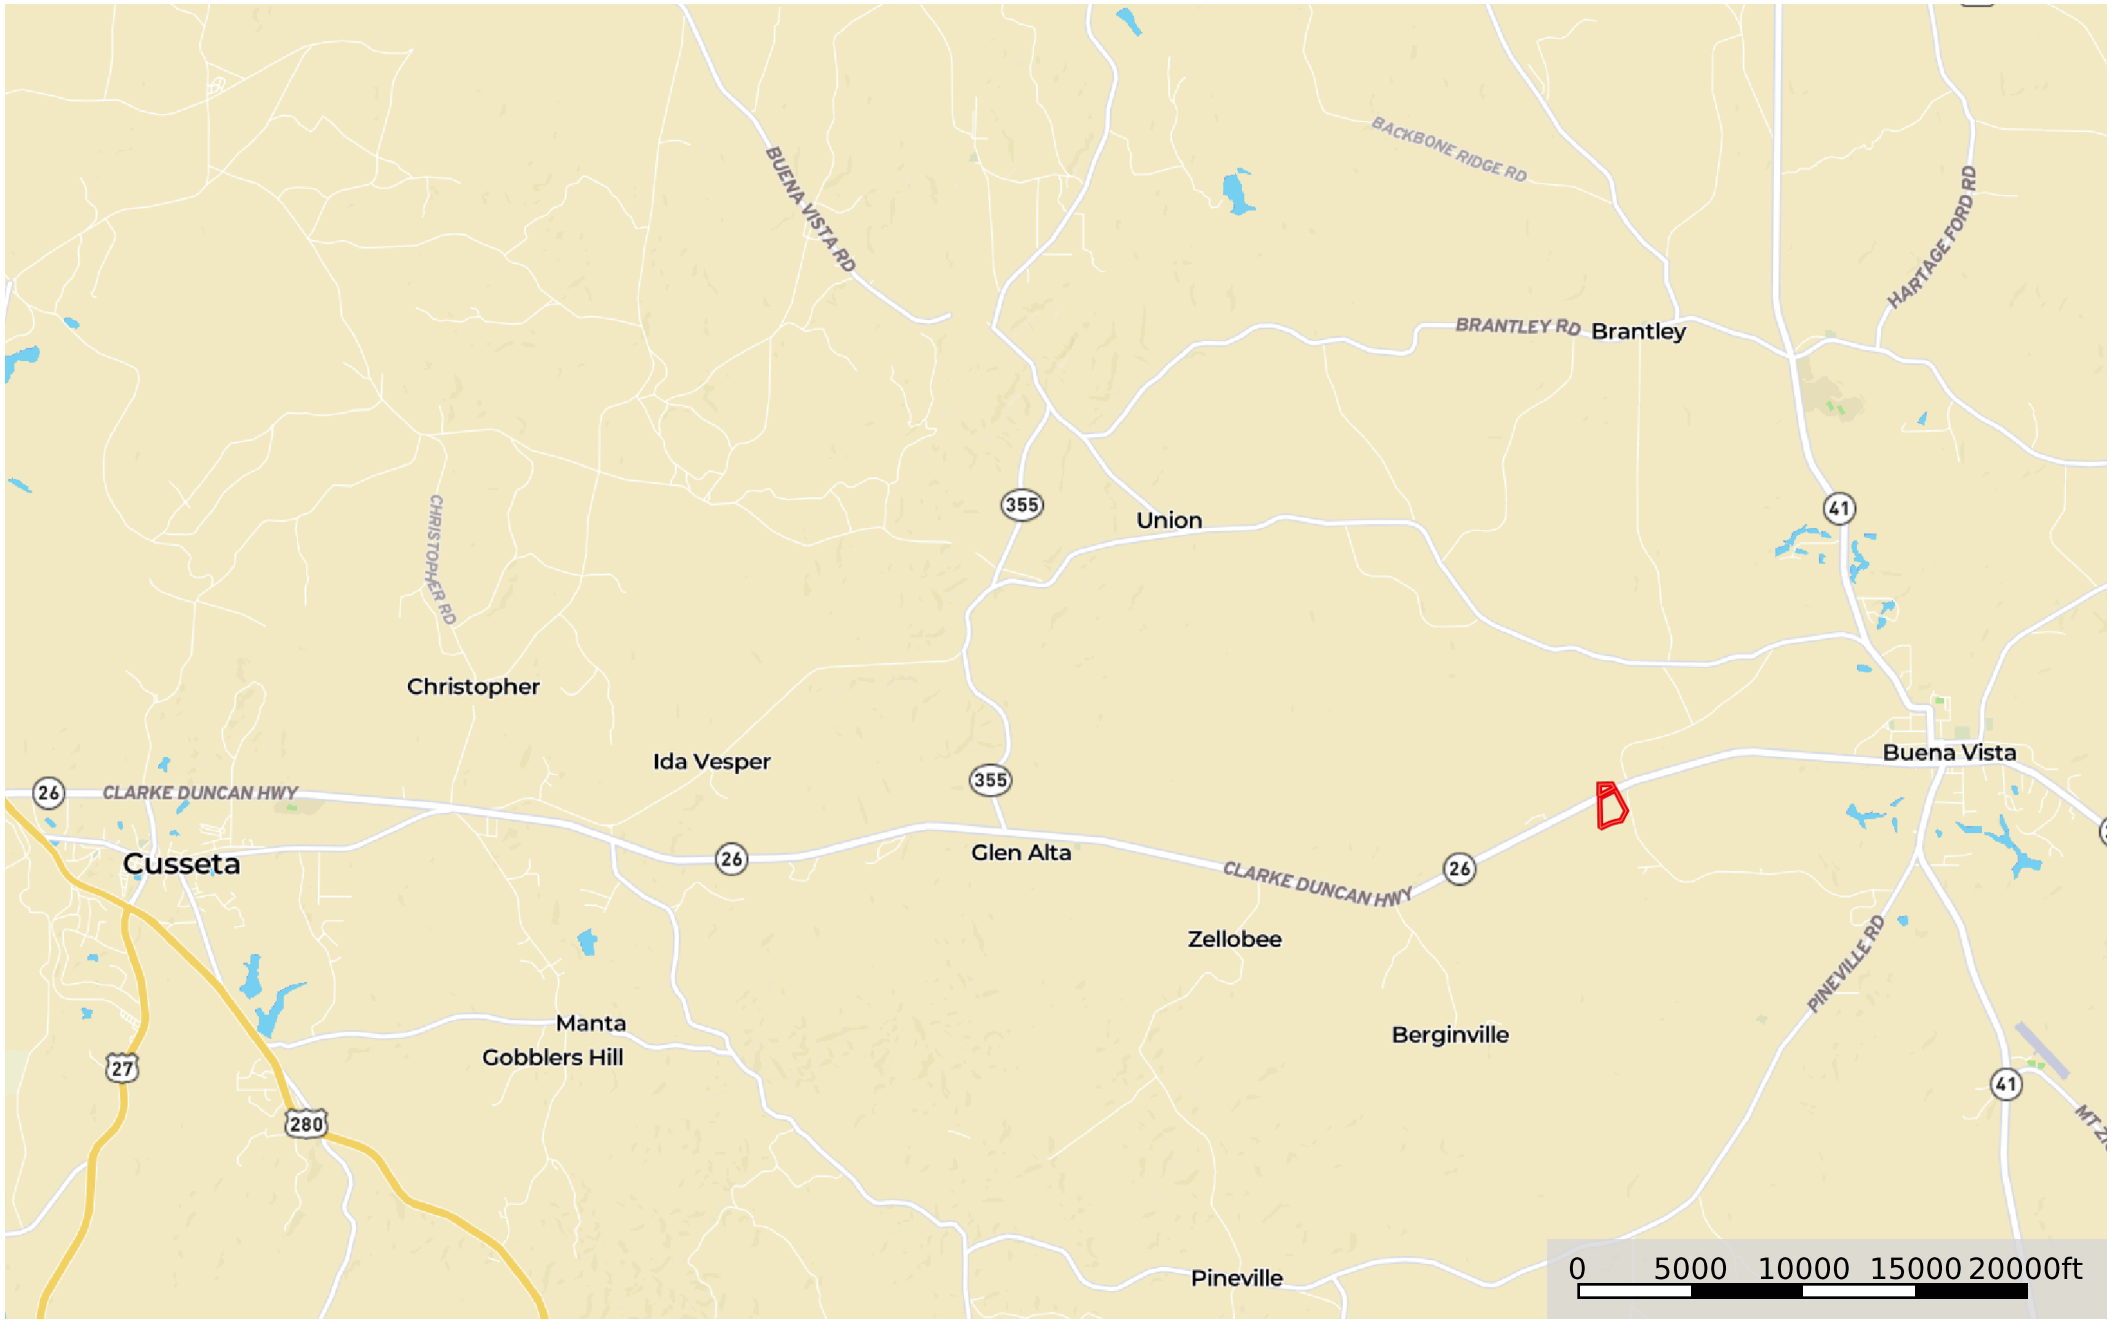 BACKBONE RIDGE RD
BUENA VISTA RD
HARTAGE FORD RD
BRANTLEY RD
Brantley
CHRISTOPHER RD
355
41
Union
Christopher
Ida Vesper
Buena Vista
355
26
CLARKE DUNCAN HWY
Cusseta
26
Glen Alta
CLARKE DUNCAN HWY
26
Zellobee
PINEVILLE RD
Manta
Berginville
Gobblers Hill
27
41
280
MT
Pineville
0 5000 10000 15000 20000ft